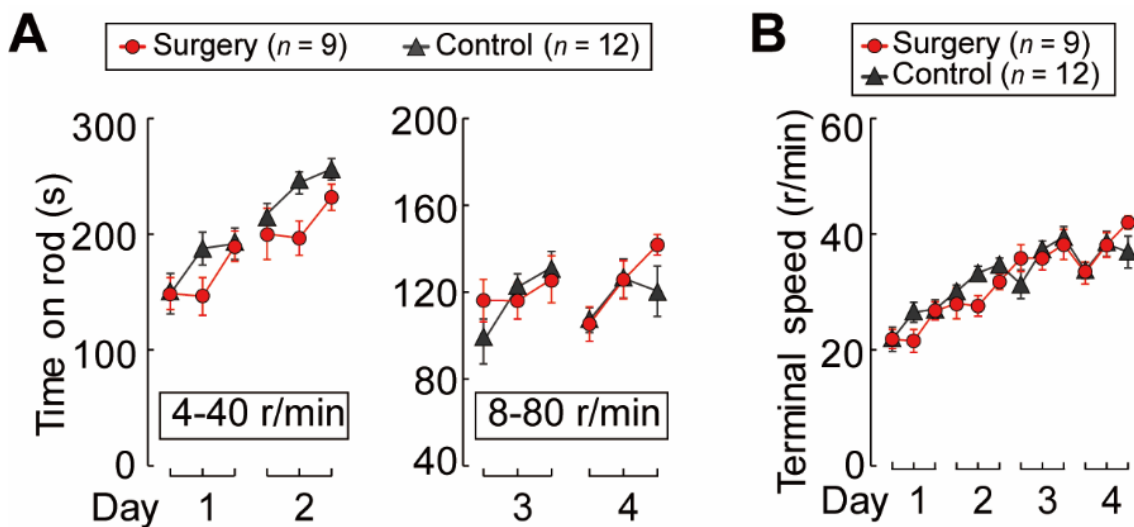 A
Surgery (n = 9) Control (n = 12)
Time on rod (s)
300
200
150
100
0
4-40 r/min
200
160
120
80
40
8-80 r/min
Day 1 2 3 4
B
Surgery (n = 9)
Control (n = 12)
Terminal speed (r/min)
60
40
20
0
Day 1 2 3 4